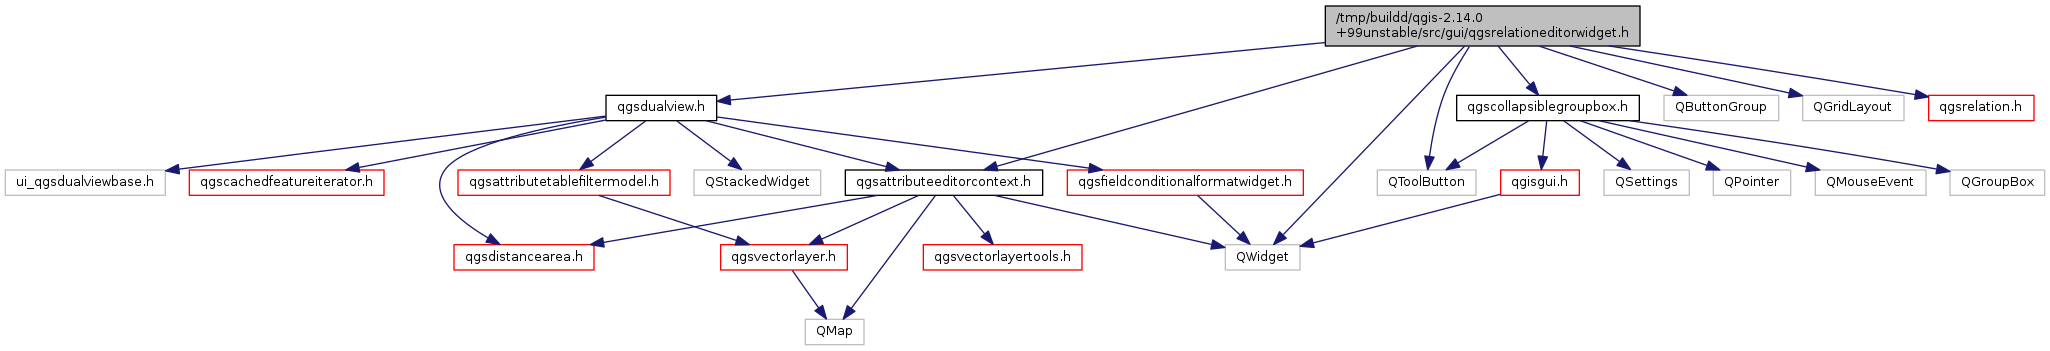 /tmp/buildd/qgis-2.14.0
+99unstable/src/gui/qgsrelationeditorwidget.h
qgsdualview.h
qgscollapsiblegroupbox.h
QButtonGroup
QGridLayout
qgsrelation.h
ui_qgsdualviewbase.h
qgscachedfeatureiterator.h
qgsattributetablefiltermodel.h
QStackedWidget
qgsattributeeditorcontext.h
qgsfieldconditionalformatwidget.h
QToolButton
qgisgui.h
QSettings
QPointer
QMouseEvent
QGroupBox
qgsdistancearea.h
qgsvectorlayer.h
qgsvectorlayertools.h
QWidget
QMap